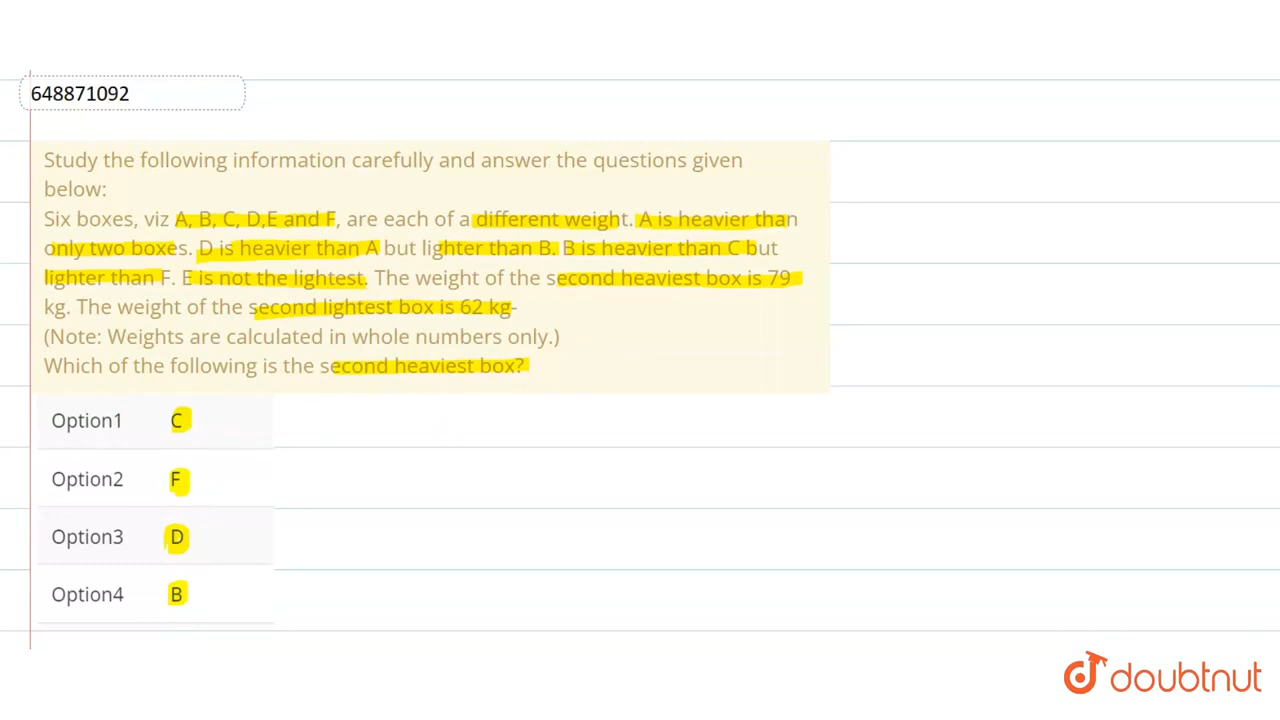 648871092
Study the following information carefully and answer the questions given
below:
Six boxes, viz A, B, C, D,E and F, are each of a different weight. A is heavier than
only two boxes. D is heavier than A but lighter than B. B is heavier than C but
lighter than F. E is not the lightest. The weight of the second heaviest box is 79
kg. The weight of the second lightest box is 62 kg-
(Note: Weights are calculated in whole numbers only.)
Which of the following is the second heaviest box?
Option1 C
Option2 F
Option3 D
Option4 B
doubtnut